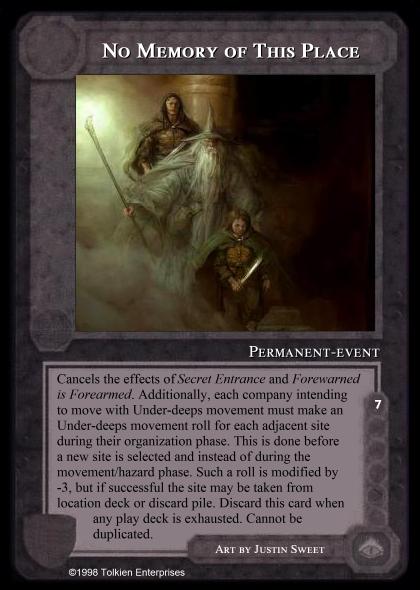 No Memory of This Place
Permanent-event
Cancels the effects of Secret Entrance and Forewarned
is Forearmed. Additionally, each company intending
to move with Under-deeps movement must make an
Under-deeps movement roll for each adjacent site
during their organization phase. This is done before
a new site is selected and instead of during the
movement/hazard phase. Such a roll is modified by
-3, but if successful the site may be taken from
location deck or discard pile. Discard this card when
any play deck is exhausted. Cannot be
duplicated.
7
Art by Justin Sweet
©1998 Tolkien Enterprises